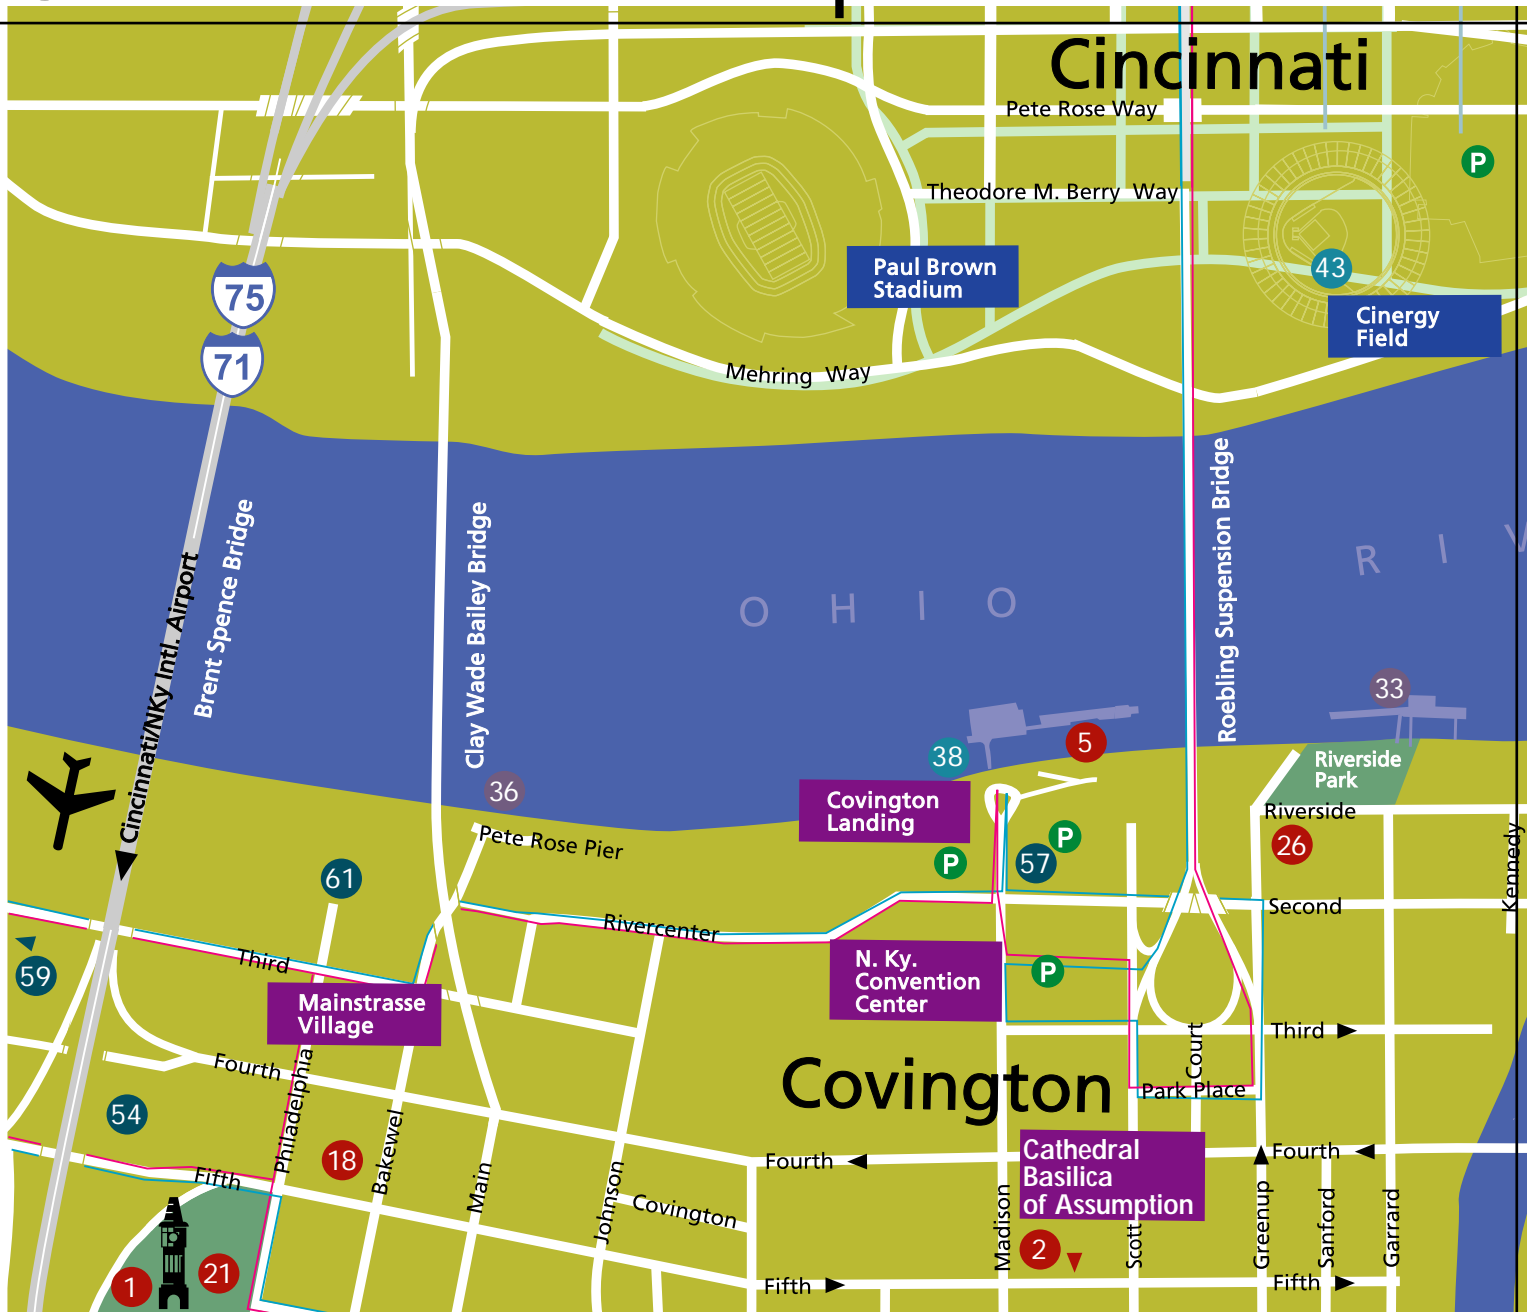 Cincinnati
Pete Rose Way
P
Theodore M. Berry Way
Paul Brown
Stadium
43
Cinergy
Field
75
71
Mehring Way
Brent Spence Bridge
Cincinnati/NKy Intl. Airport
Clay Wade Bailey Bridge
OHIO
Roebling Suspension Bridge
R I V
33
38
5
36
Riverside
Park
Covington
Landing
Riverside
Pete Rose Pier
P
P
57
26
Kennedy
61
Rivercenter
Second
Third
59
N. Ky.
Convention
Center
P
Mainstrasse
Village
Third
Court
Park Place
Covington
Fourth
Philadelphia
54
18
Bakewel
Main
Johnson
Fourth
Cathedral
Basilica
of Assumption
Fourth
Fifth
Covington
Madison
Scott
Greenup
Sanford
Garrard
2
1
21
Fifth
Fifth